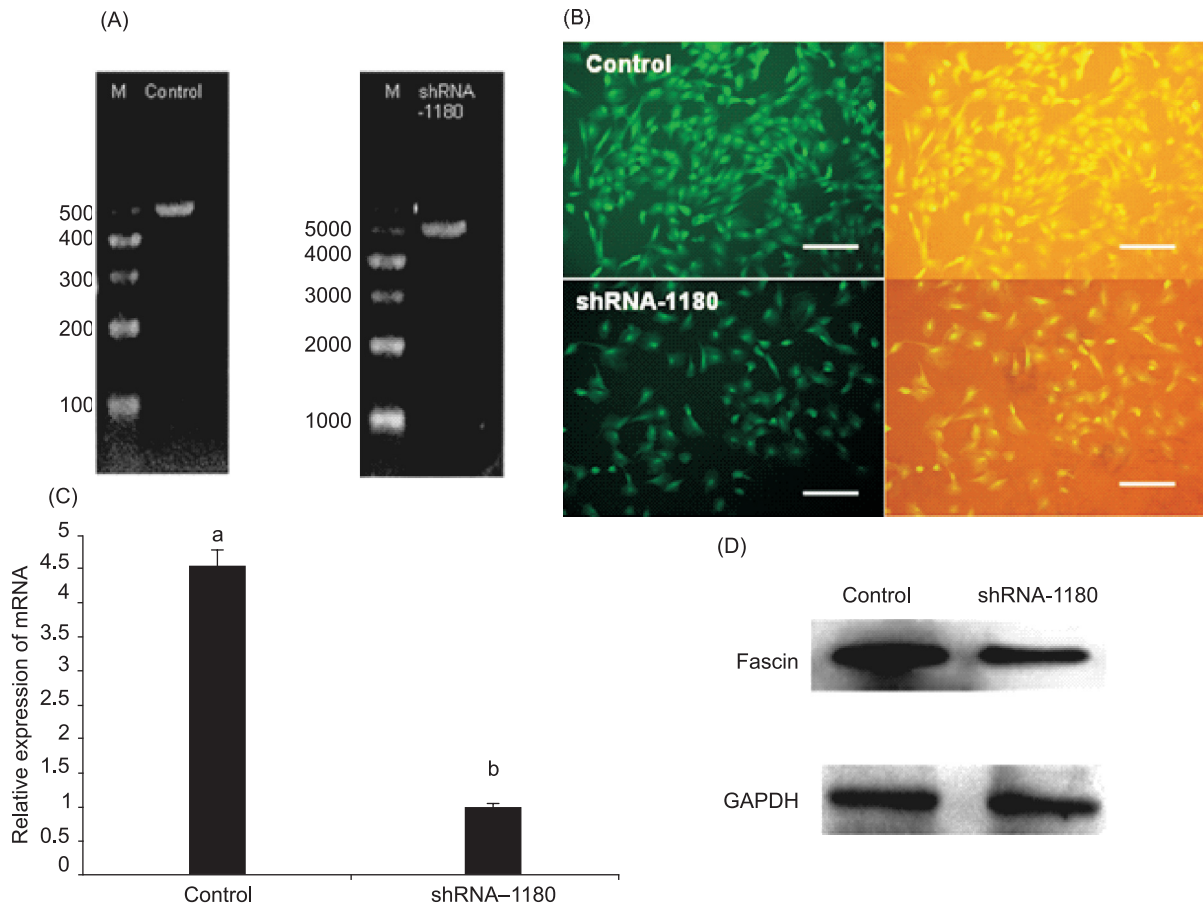 (A)
M Control
500
400
300
200
100
M shRNA
-1180
5000
4000
3000
2000
1000
(B)
Control
shRNA-1180
(C)
Relative expression of mRNA
5
4.5
4
3.5
3
2.5
2
1.5
1
0.5
0
a
b
Control
shRNA–1180
(D)
Control shRNA-1180
Fascin
GAPDH